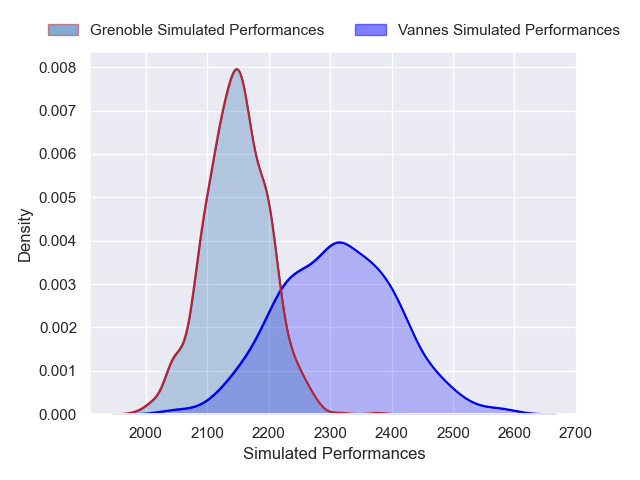 Grenoble Simulated Performances
Vannes Simulated Performances
0.008
0.007
0.006
0.005
0.004
0.003
0.002
0.001
0.000
Density
2000 2100 2200 2300 2400 2500 2600 2700
Simulated Performances